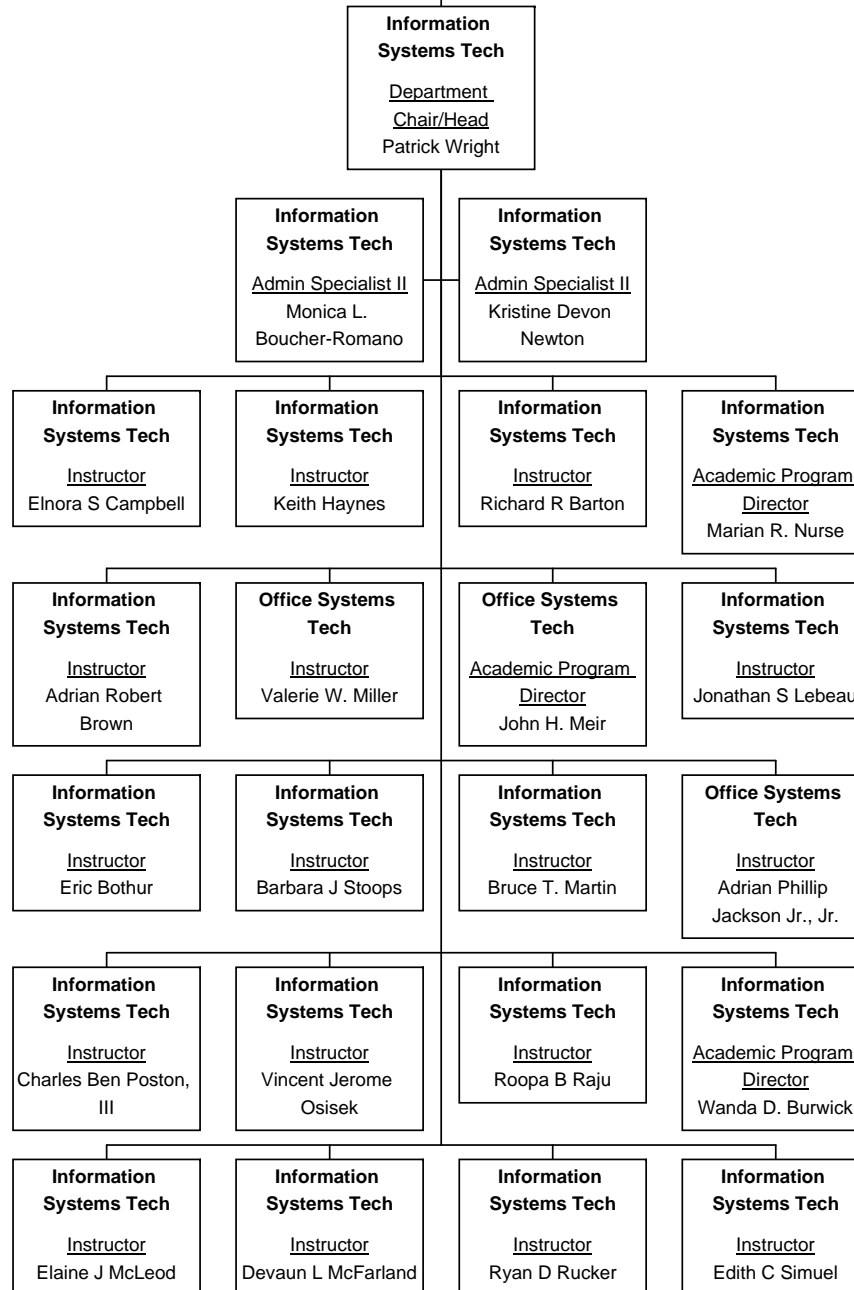 Information
Systems Tech
Department
Chair/Head
Patrick Wright
Information
Systems Tech
Admin Specialist II
Monica L.
Boucher-Romano
Information
Systems Tech
Admin Specialist II
Kristine Devon
Newton
Information
Systems Tech
Instructor
Elnora S Campbell
Information
Systems Tech
Instructor
Keith Haynes
Information
Systems Tech
Instructor
Richard R Barton
Information
Systems Tech
Academic Program
Director
Marian R. Nurse
Information
Systems Tech
Instructor
Adrian Robert
Brown
Office Systems
Tech
Instructor
Valerie W. Miller
Office Systems
Tech
Academic Program
Director
John H. Meir
Information
Systems Tech
Instructor
Jonathan S Lebeau
Information
Systems Tech
Instructor
Eric Bothur
Information
Systems Tech
Instructor
Barbara J Stoops
Information
Systems Tech
Instructor
Bruce T. Martin
Office Systems
Tech
Instructor
Adrian Phillip
Jackson Jr., Jr.
Information
Systems Tech
Instructor
Charles Ben Poston,
III
Information
Systems Tech
Instructor
Vincent Jerome
Osisek
Information
Systems Tech
Instructor
Roopa B Raju
Information
Systems Tech
Academic Program
Director
Wanda D. Burwick
Information
Systems Tech
Instructor
Elaine J McLeod
Information
Systems Tech
Instructor
Devaun L McFarland
Information
Systems Tech
Instructor
Ryan D Rucker
Information
Systems Tech
Instructor
Edith C Simuel